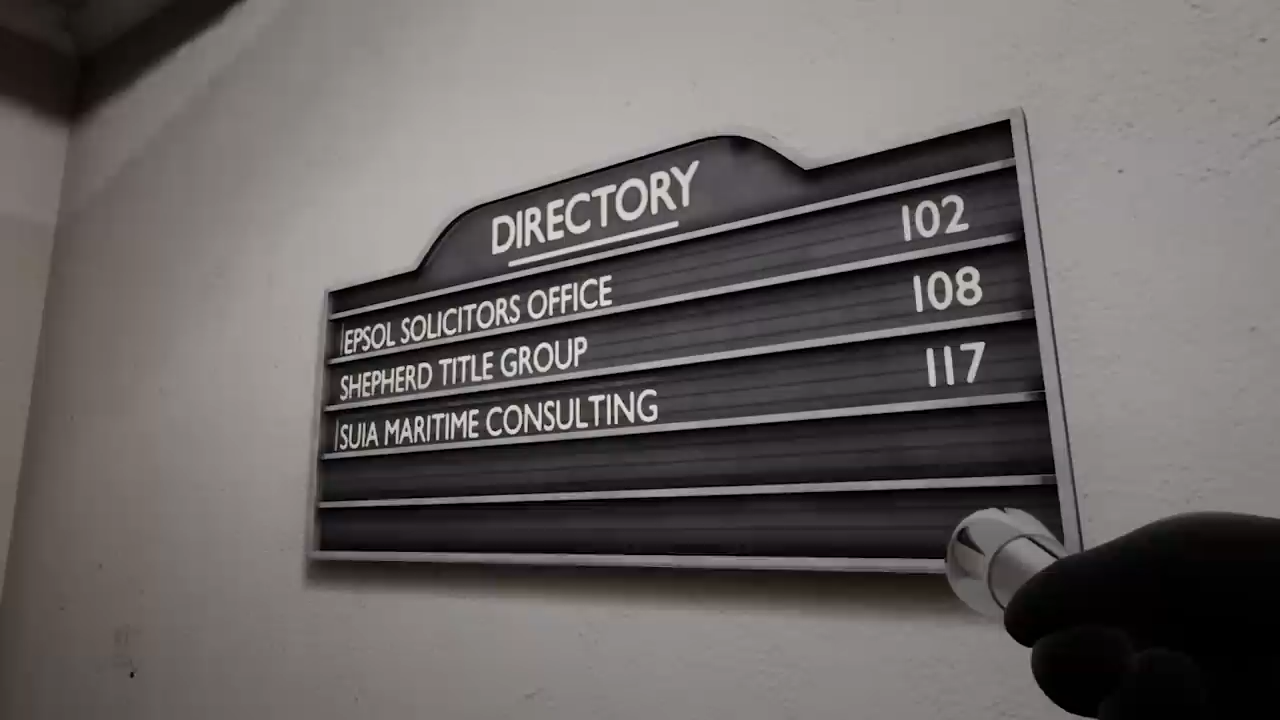 DIRECTORY
EPSOL SOLICITORS OFFICE 102
SHEPHERD TITLE GROUP 108
SUIA MARITIME CONSULTING 117